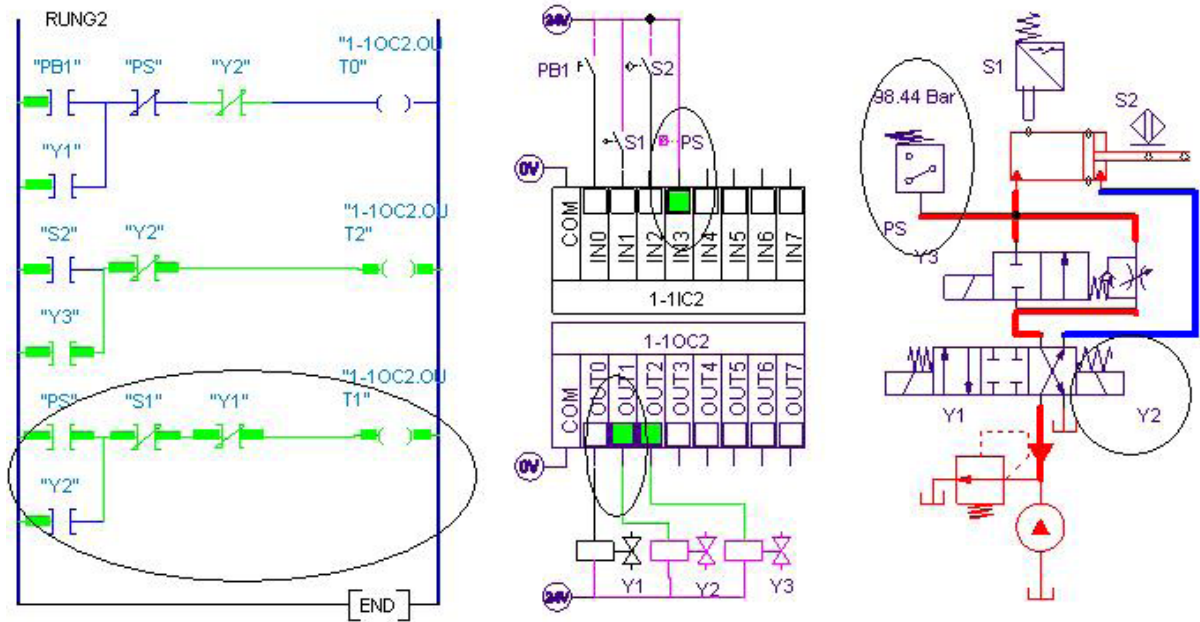 RUNG2
"1-1OC2.OU
"PB1" "PS" "Y2" T0"
"Y1"
"1-1OC2.OU
"S2" "Y2" T2"
"Y3"
"1-1OC2.OU
"PS" "S1" "Y1" T1"
"Y2"
END
24V
PB1 F S2
S1 PS
0V
COM IN0 IN1 IN2 IN3 IN4 IN5 IN6 IN7
1-1IC2
1-1OC2
COM OUT0 OUT1 OUT2 OUT3 OUT4 OUT5 OUT6 OUT7
0V
Y1 Y2 Y3
24V
S1
98.44 Bar
S2
PS
Y3
Y1 Y2